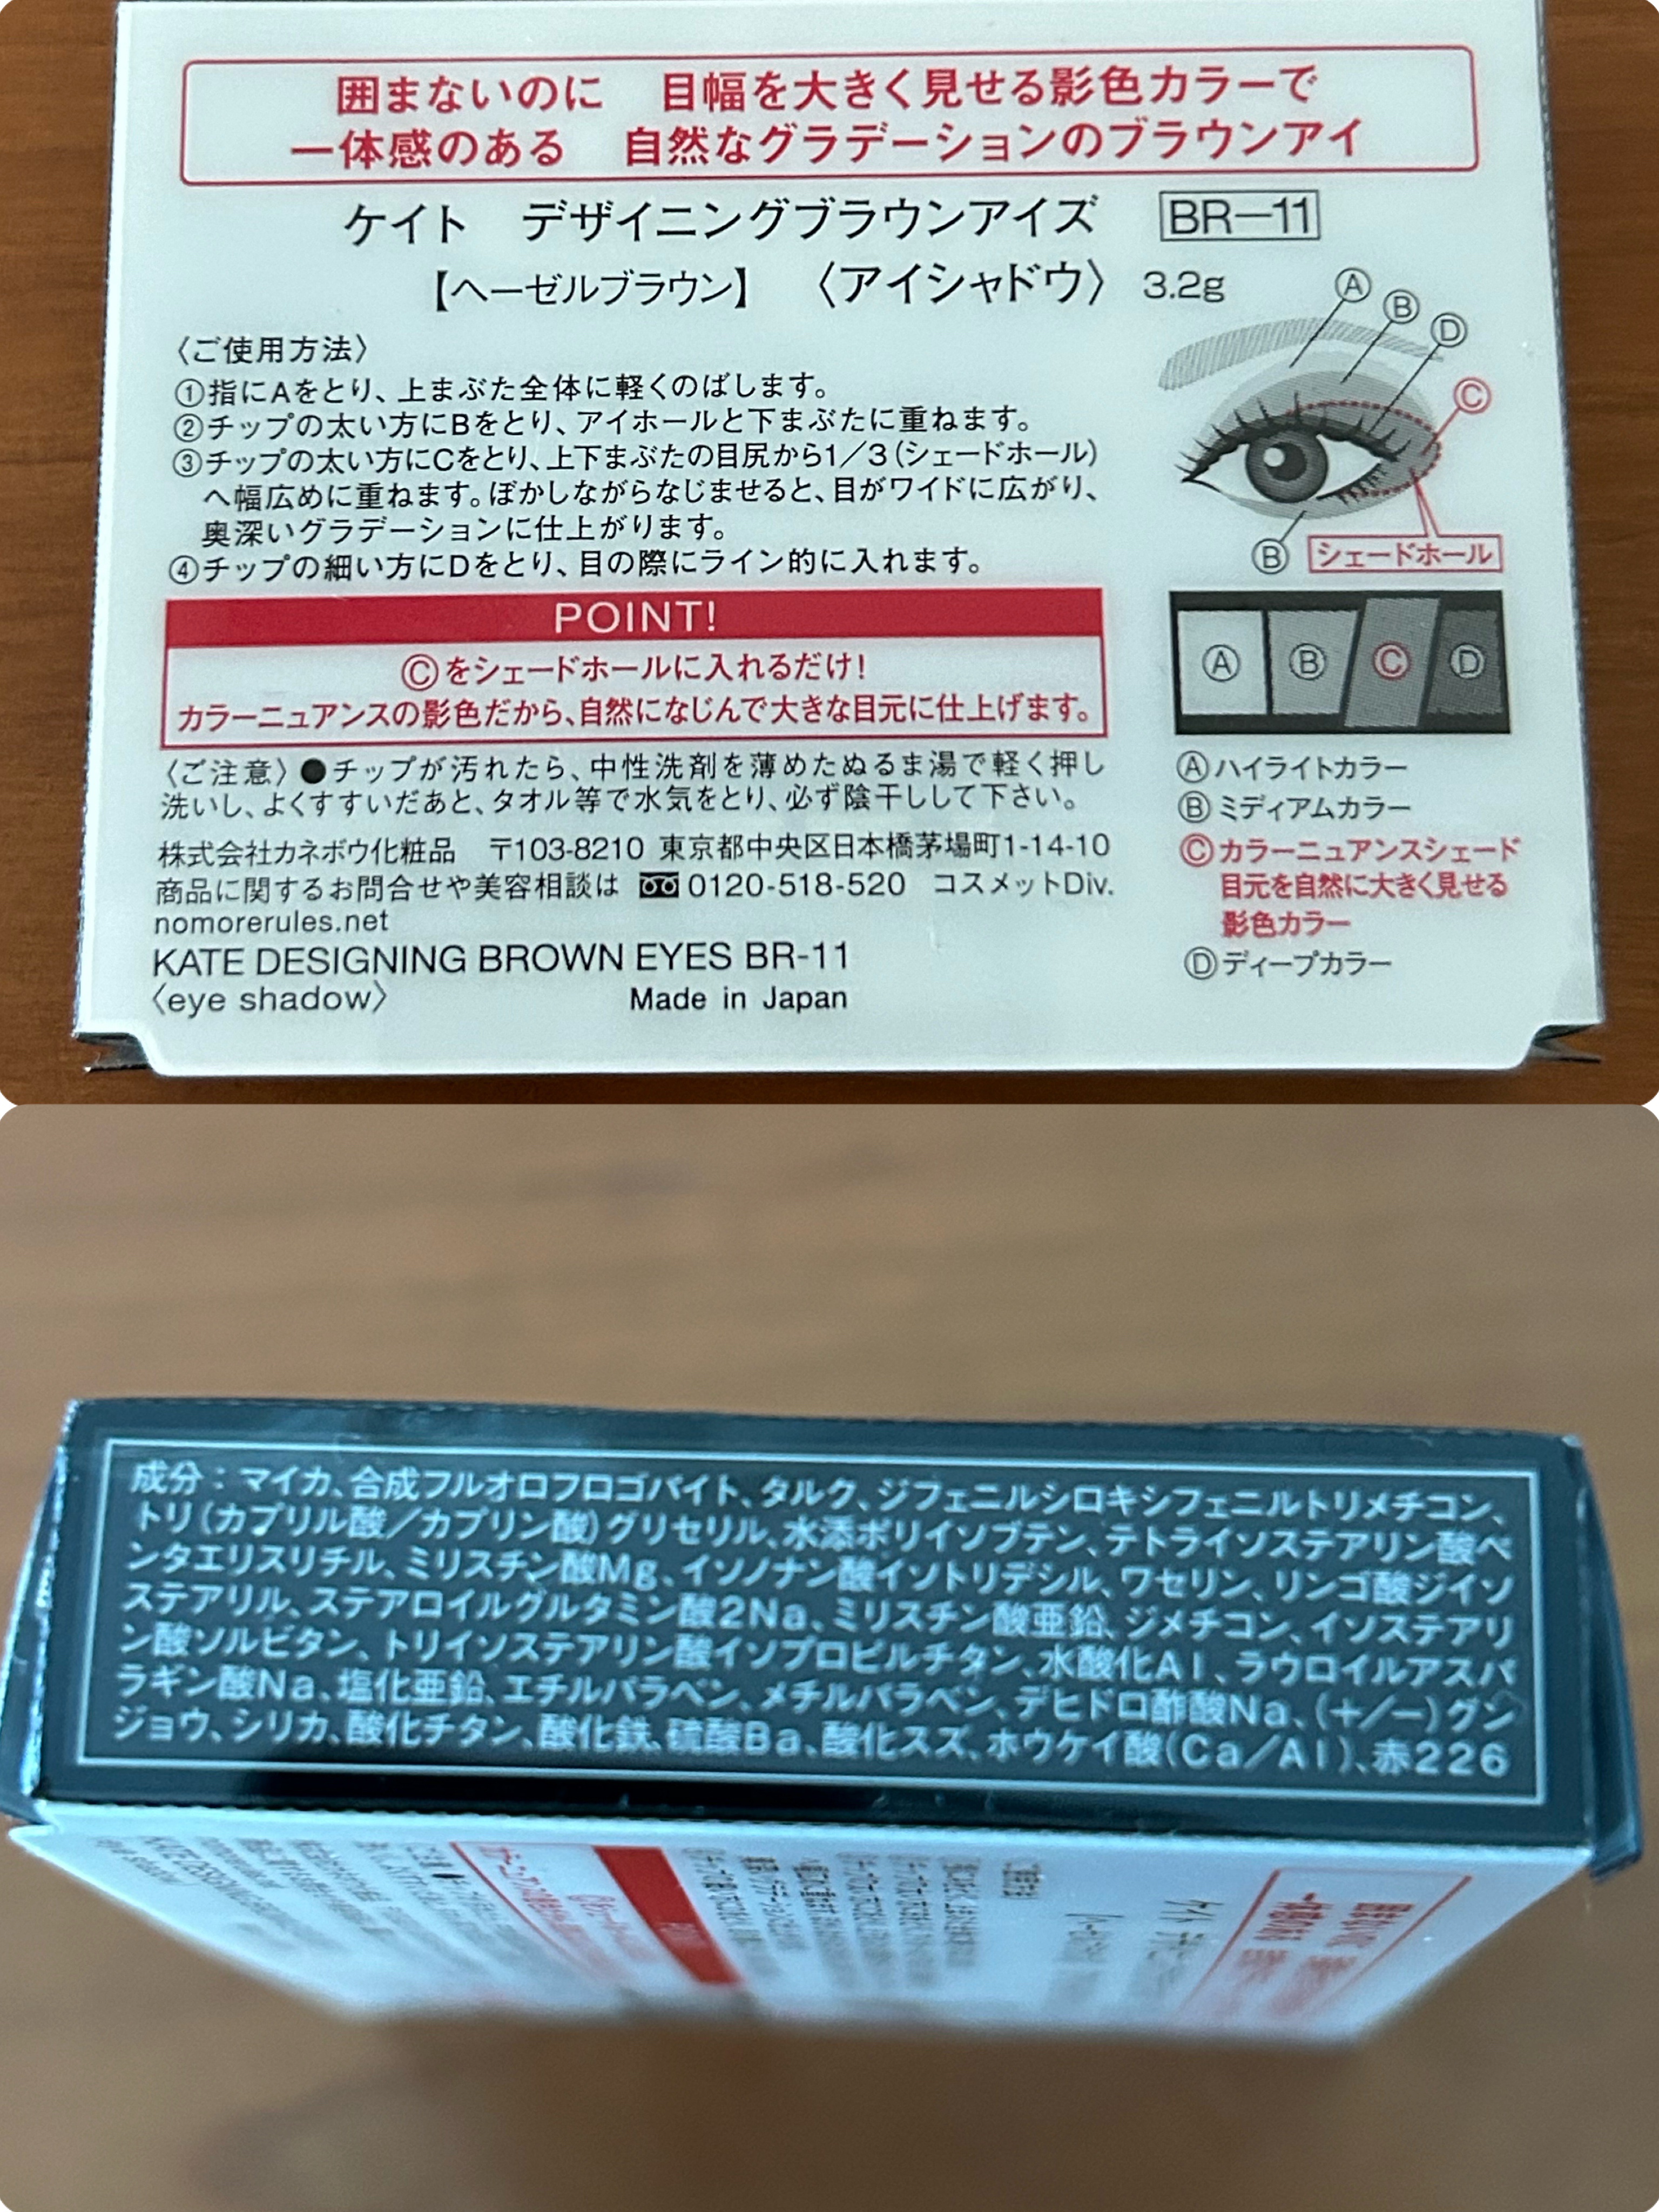 囲まないのに 目幅を大きく見せる影色カラーで
一体感のある 自然なグラデーションのブラウンアイ
ケイト デザイニングブラウンアイズ BR-11
【ヘーゼルブラウン】 〈アイシャドウ〉 3.2g
〈ご使用方法〉
①指にAをとり、上まぶた全体に軽くのばします。
②チップの太い方にBをとり、アイホールと下まぶたに重ねます。
③チップの太い方にCをとり、上下まぶたの目尻から1/3(シェードホール)
へ幅広めに重ねます。ぼかしながらなじませると、目がワイドに広がり、
奥深いグラデーションに仕上がります。
④チップの細い方にDをとり、目の際にライン的に入れます。
Ⓐ
Ⓑ
Ⓓ
Ⓒ
Ⓑ
シェードホール
POINT!
Ⓒをシェードホールに入れるだけ!
カラーニュアンスの影色だから、自然になじんで大きな目元に仕上げます。
Ⓐ Ⓑ Ⓒ Ⓓ
Ⓐハイライトカラー
Ⓑミディアムカラー
Ⓒカラーニュアンスシェード
目元を自然に大きく見せる
影色カラー
Ⓓディープカラー
〈ご注意〉●チップが汚れたら、中性洗剤を薄めたぬるま湯で軽く押し
洗いし、よくすすいだあと、タオル等で水気をとり、必ず陰干しして下さい。
株式会社カネボウ化粧品 〒103-8210 東京都中央区日本橋茅場町1-14-10
商品に関するお問合せや美容相談は 0120-518-520 コスメットDiv.
nomorerules.net
KATE DESIGNING BROWN EYES BR-11
〈eye shadow〉 Made in Japan
成分：マイカ、合成フルオロフロゴパイト、タルク、ジフェニルシロキシフェニルトリメチコン、
トリ(カプリル酸/カプリン酸)グリセリル、水添ポリイソブテン、テトライソステアリン酸ペ
ンタエリスリチル、ミリスチン酸Mg、イソノナン酸イソトリデシル、ワセリン、リンゴ酸ジイソ
ステアリル、ステアロイルグルタミン酸2Na、ミリスチン酸亜鉛、ジメチコン、イソステアリ
ン酸ソルビタン、トリイソステアリン酸イソプロピルチタン、水酸化Al、ラウロイルアスパ
ラギン酸Na、塩化亜鉛、エチルパラベン、メチルパラベン、デヒドロ酢酸Na、(+/-)グン
ジョウ、シリカ、酸化チタン、酸化鉄、硫酸Ba、酸化スズ、ホウケイ酸(Ca/Al)、赤226